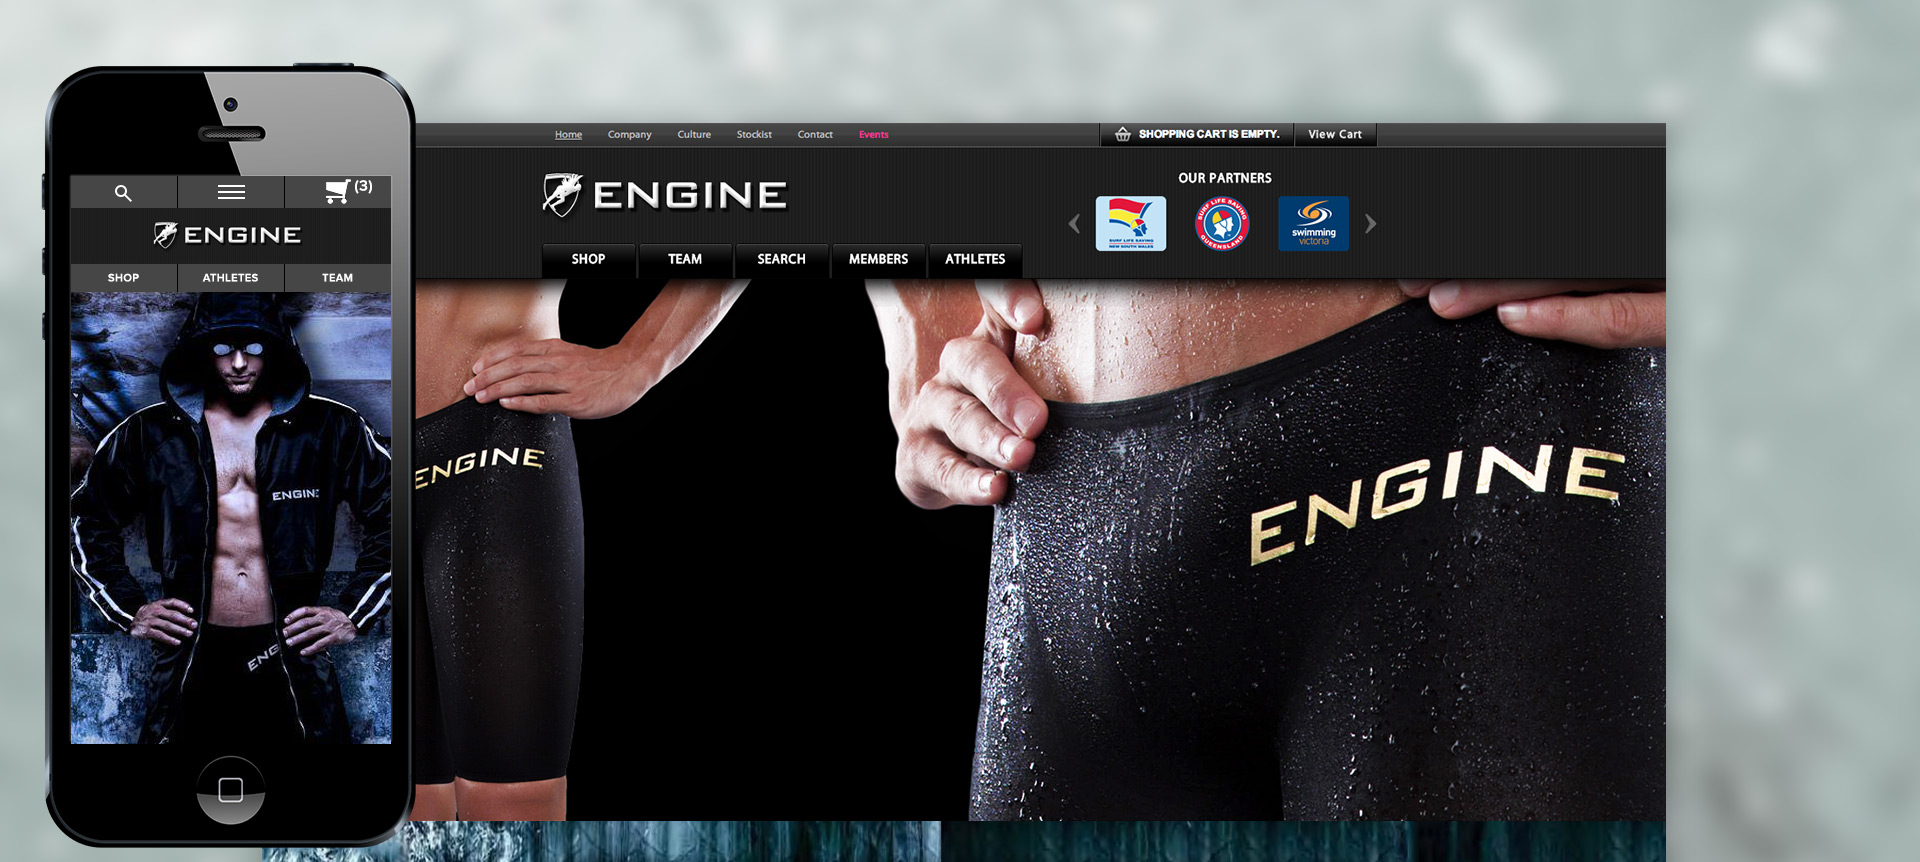 (3)
ENGINE
SHOP ATHLETES TEAM
ENGINE
ENG
Home Company Culture Stockist Contact Events
SHOPPING CART IS EMPTY. View Cart
ENGINE
OUR PARTNERS
SURF LIFE SAVING
NEW SOUTH WALES
SURF LIFE SAVING
QUEENSLAND
swimming
victoria
SHOP TEAM SEARCH MEMBERS ATHLETES
ENGINE
ENGINE